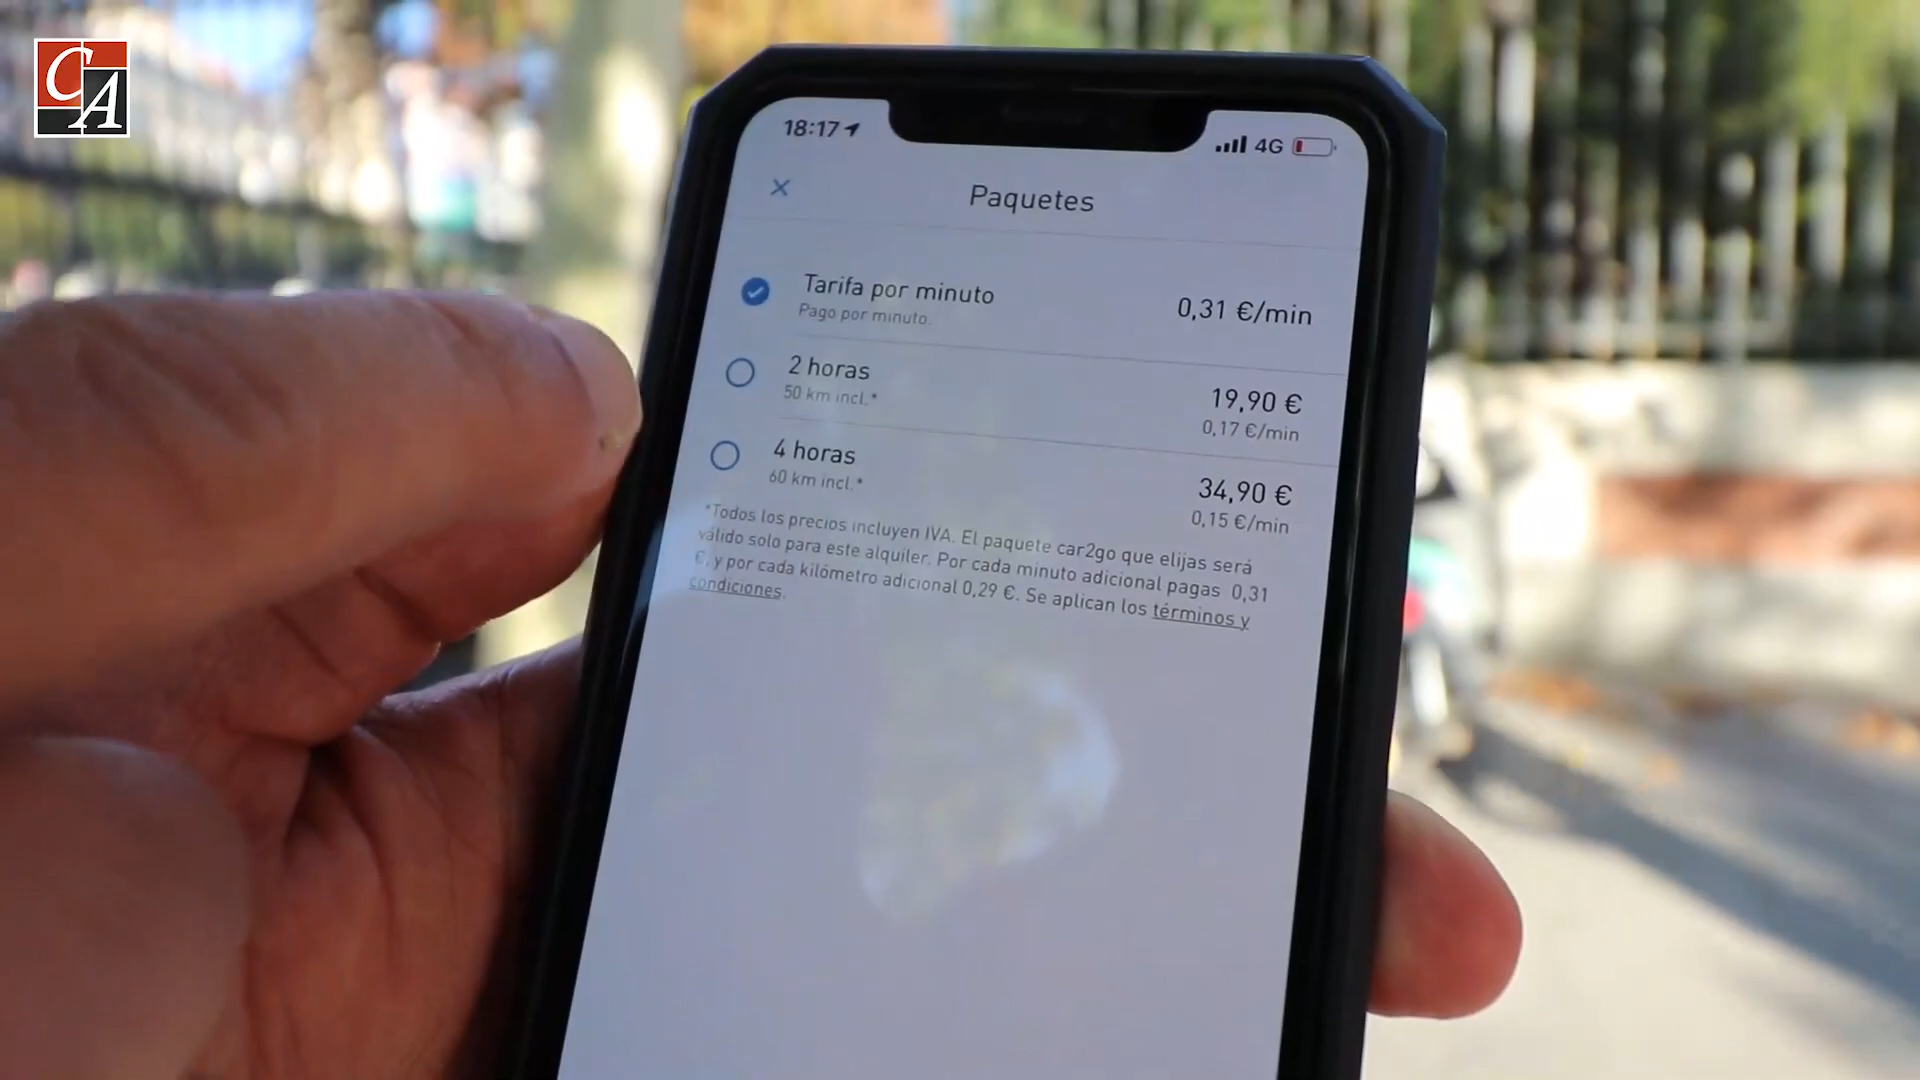 CA
18:17
4G
Paquetes
Tarifa por minuto
0,31 €/min
Pago por minuto.
2 horas
19,90 €
50 km incl.*
0,17 €/min
4 horas
34,90 €
60 km incl.*
0,15 €/min
*Todos los precios incluyen IVA. El paquete car2go que elijas será
válido solo para este alquiler. Por cada minuto adicional pagas 0,31
€, y por cada kilómetro adicional 0,29 €. Se aplican los términos y
condiciones.